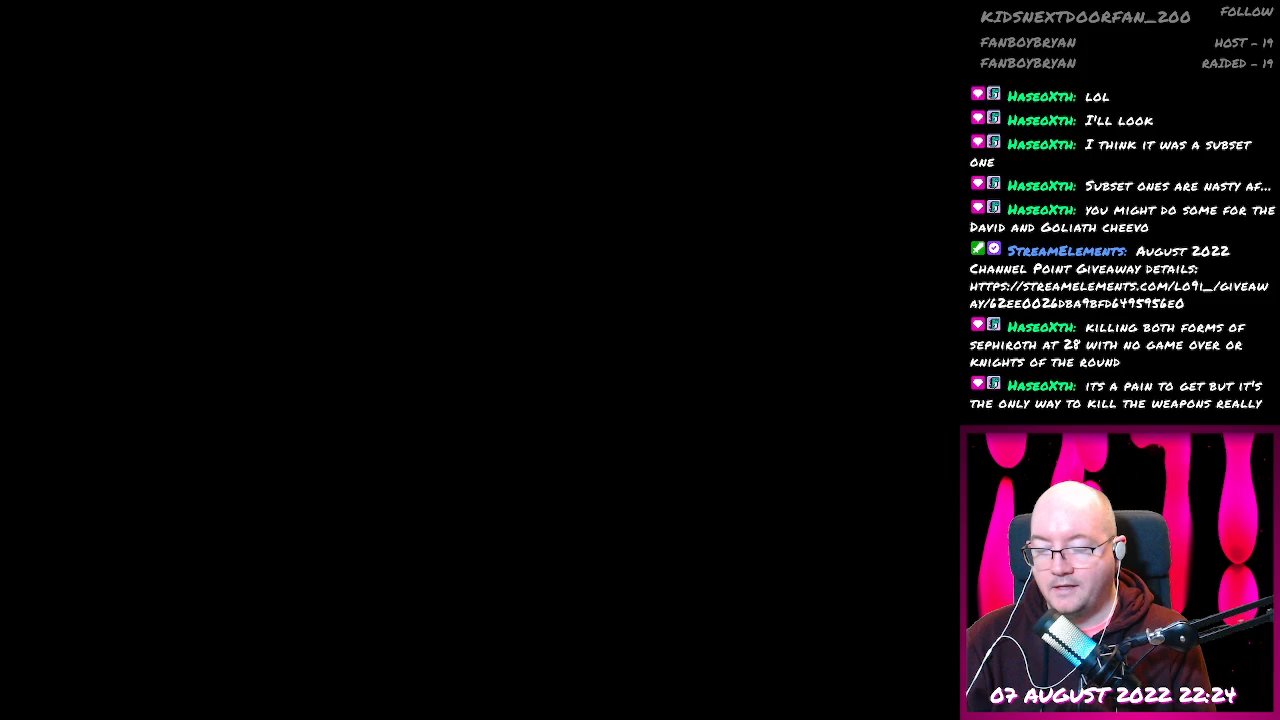 KIDSNEXTDOORFAN_200 FOLLOW
FANBOYBRYAN HOST - 19
FANBOYBRYAN RAIDED - 19
HaseoXth: lol
HaseoXth: I'll look
HaseoXth: I think it was a subset
one
HaseoXth: Subset ones are nasty af...
HaseoXth: you might do some for the
David and Goliath cheevo
StreamElements: August 2022
Channel Point Giveaway details:
https://streamelements.com/lo9i_/giveaw
ay/62ee0026dba9bfd6495956e0
HaseoXth: killing both forms of
sephiroth at 28 with no game over or
knights of the round
HaseoXth: its a pain to get but it's
the only way to kill the weapons really
07 AUGUST 2022 22:24